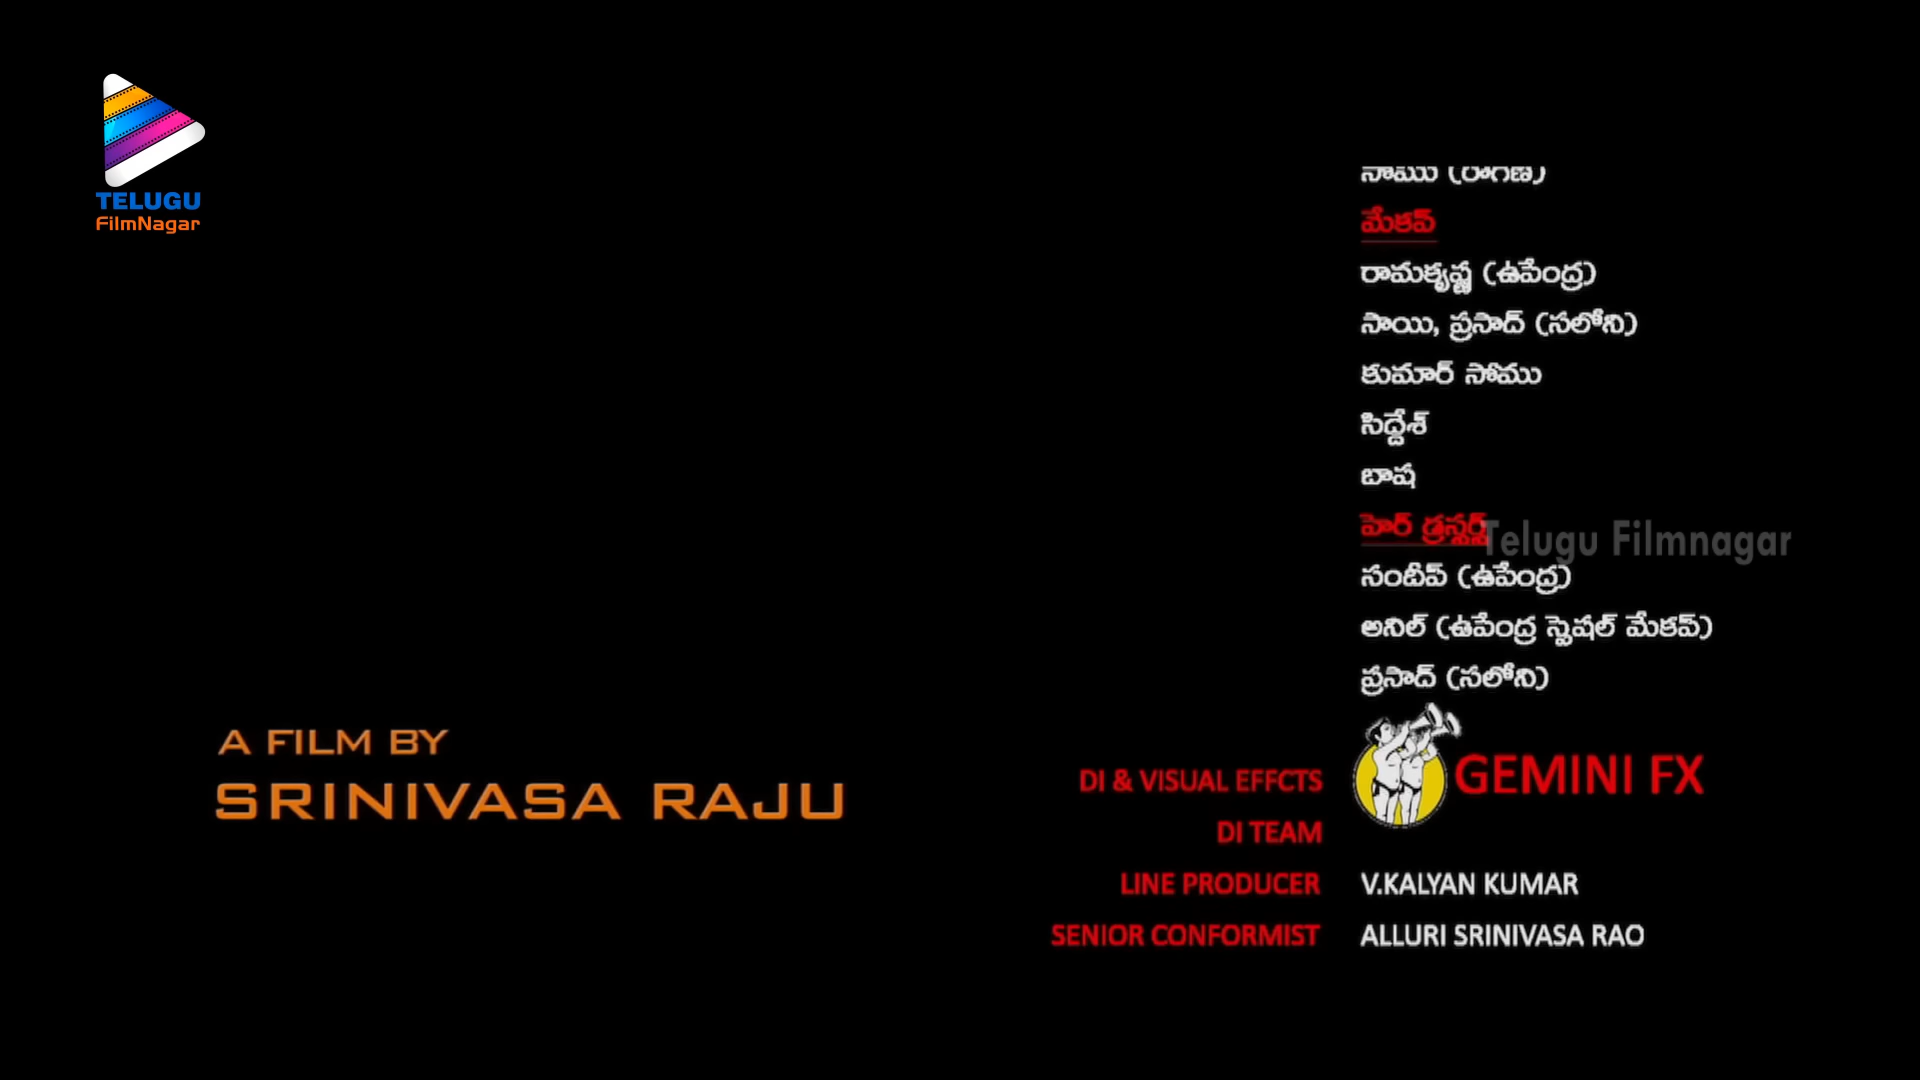 TELUGU
FilmNagar
మేకప్
రామకృష్ణ (ఉపేంద్ర)
సాయి, ప్రసాద్ (సలోని)
కుమార్ సోము
సిద్దేశ్
బాష
హెర్ డ్రస్సర్స్
Telugu Filmnagar
సందీప్ (ఉపేంద్ర)
అనిల్ (ఉపేంద్ర స్పెషల్ మేకప్)
ప్రసాద్ (సలోని)
A FILM BY
SRINIVASA RAJU
DI & VISUAL EFFCTS GEMINI FX
DI TEAM
LINE PRODUCER V.KALYAN KUMAR
SENIOR CONFORMIST ALLURI SRINIVASA RAO